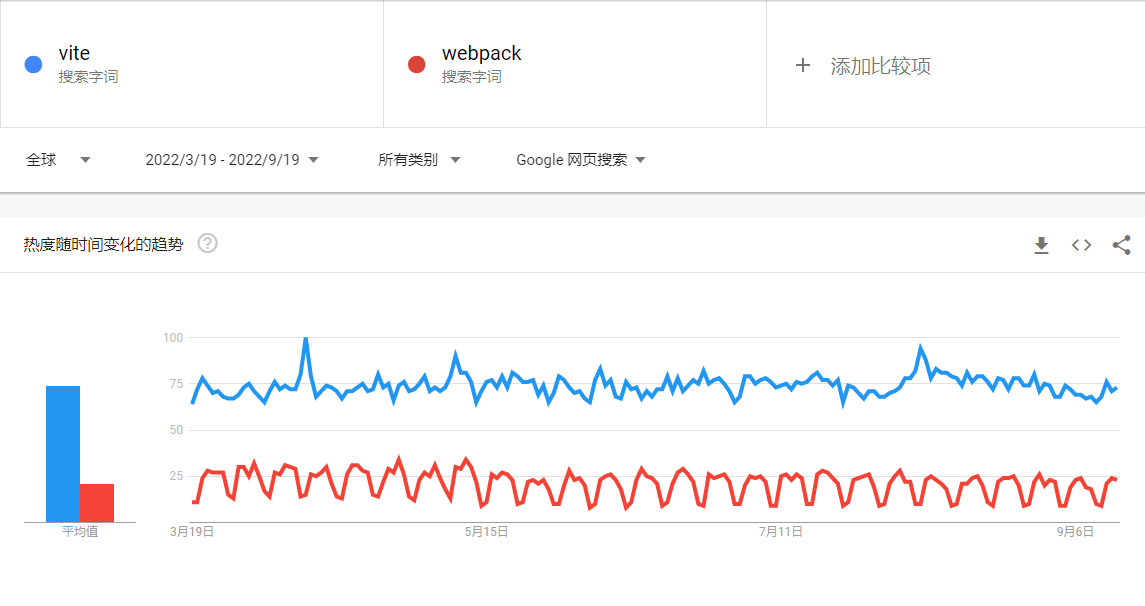 vite
搜索字词
webpack
搜索字词
+ 添加比较项
全球
2022/3/19 - 2022/9/19
所有类别
Google 网页搜索
热度随时间变化的趋势 ?
100
75
50
25
平均值
3月19日
5月15日
7月11日
9月6日